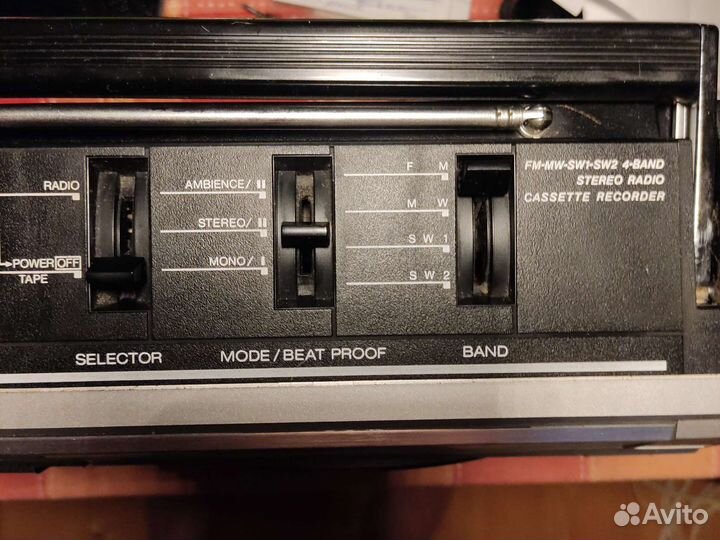 RADIO
POWER OFF
TAPE
SELECTOR
AMBIENCE/ II
STEREO/ II
MONO/ I
MODE/BEAT PROOF
F M
M W
S W 1
S W 2
BAND
FM-MW-SW1-SW2 4-BAND
STEREO RADIO
CASSETTE RECORDER
Avito